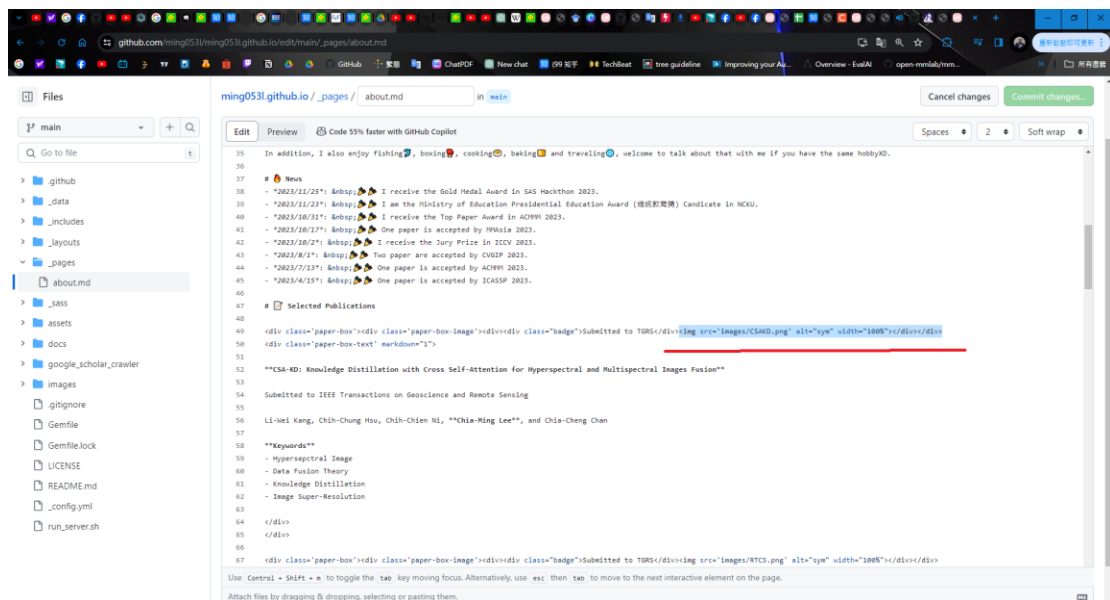 github.com/ming053l/ming053l.github.io/edit/main/_pages/about.md
重新啟動即可更新
GitHub 繁鄒 ChatPDF New chat (99 知乎 TechBeat tree guideline Improving your Au... Overview - EvalAI open-mmlab/mm... » 所有書籤
Files
main
Go to file t
.github
_data
_includes
_layouts
_pages
about.md
_sass
assets
docs
google_scholar_crawler
images
.gitignore
Gemfile
Gemfile.lock
LICENSE
README.md
_config.yml
run_server.sh
ming053l.github.io / _pages / about.md in main Cancel changes Commit changes...
Edit Preview Code 55% faster with GitHub Copilot Spaces 2 Soft wrap
35 In addition, I also enjoy fishing🎣, boxing🥊, cooking🍳, baking🍞 and traveling🌏, welcome to talk about that with me if you have the same hobbyXD.
36
37 # 🔥 News
38 - *2023/11/25*: &nbsp;🎉🎉 I receive the Gold Medal Award in SAS Hackthon 2023.
39 - *2023/11/23*: &nbsp;🎉🎉 I am the Ministry of Education Presidential Education Award (總統教育獎) Candicate in NCKU.
40 - *2023/10/31*: &nbsp;🎉🎉 I receive the Top Paper Award in ACMMM 2023.
41 - *2023/10/17*: &nbsp;🎉🎉 One paper is accepted by MMAsia 2023.
42 - *2023/10/2*: &nbsp;🎉🎉 I receive the Jury Prize in ICCV 2023.
43 - *2023/8/1*: &nbsp;🎉🎉 Two paper are accepted by CVGIP 2023.
44 - *2023/7/13*: &nbsp;🎉🎉 One paper is accepted by ACMMM 2023.
45 - *2023/4/15*: &nbsp;🎉🎉 One paper is accepted by ICASSP 2023.
46
47 # 📝 Selected Publications
48
49 <div class='paper-box'><div class='paper-box-image'><div><div class="badge">Submitted to TGRS</div><img src='images/CSAKD.png' alt="sym" width="100%"></div></div>
50 <div class='paper-box-text' markdown="1">
51
52 **CSA-KD: Knowledge Distillation with Cross Self-Attention for Hyperspectral and Multispectral Images Fusion**
53
54 Submitted to IEEE Transactions on Geoscience and Remote Sensing
55
56 Li-Wei Kang, Chih-Chung Hsu, Chih-Chien Ni, **Chia-Ming Lee**, and Chia-Cheng Chan
57
58 **Keywords**
59 - Hypersepctral Image
60 - Data Fusion Theory
61 - Knowledge Distillation
62 - Image Super-Resolution
63
64 </div>
65 </div>
66
67 <div class='paper-box'><div class='paper-box-image'><div><div class="badge">Submitted to TGRS</div><img src='images/RTCS.png' alt="sym" width="100%"></div></div>
Use Control + Shift + m to toggle the tab key moving focus. Alternatively, use esc then tab to move to the next interactive element on the page.
Attach files by dragging & dropping, selecting or pasting them.